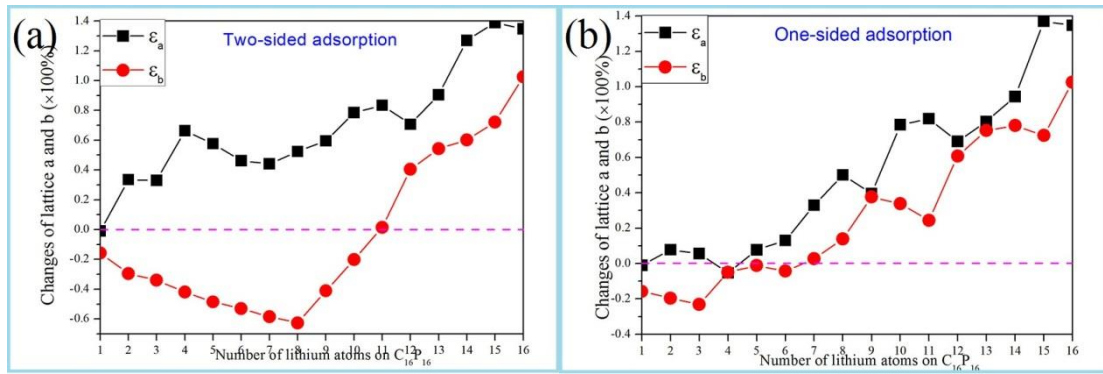 (a)
Two-sided adsorption
εa
εb
Changes of lattice a and b (×100%)
1.4
1.2
1.0
0.8
0.6
0.4
0.2
0.0
-0.2
-0.4
-0.6
1 2 3 4 5 6 7 8 9 10 11 12 13 14 15 16
Number of lithium atoms on C16P16
(b)
One-sided adsorption
εa
εb
Changes of lattice a and b (×100%)
1.4
1.2
1.0
0.8
0.6
0.4
0.2
0.0
-0.2
-0.4
1 2 3 4 5 6 7 8 9 10 11 12 13 14 15 16
Number of lithium atoms on C16P16